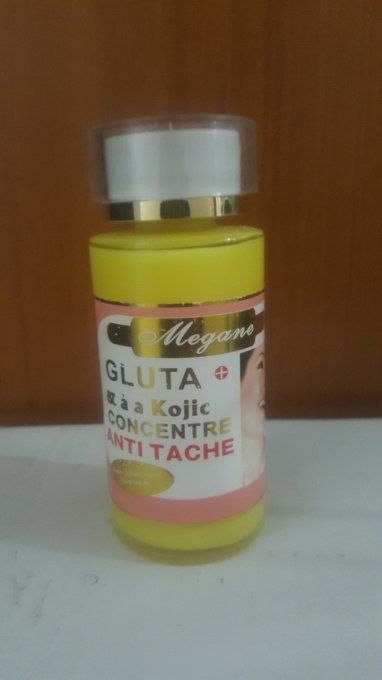 Megane
GLUTA +
& à a Kojic
CONCENTRE
ANTI TACHE